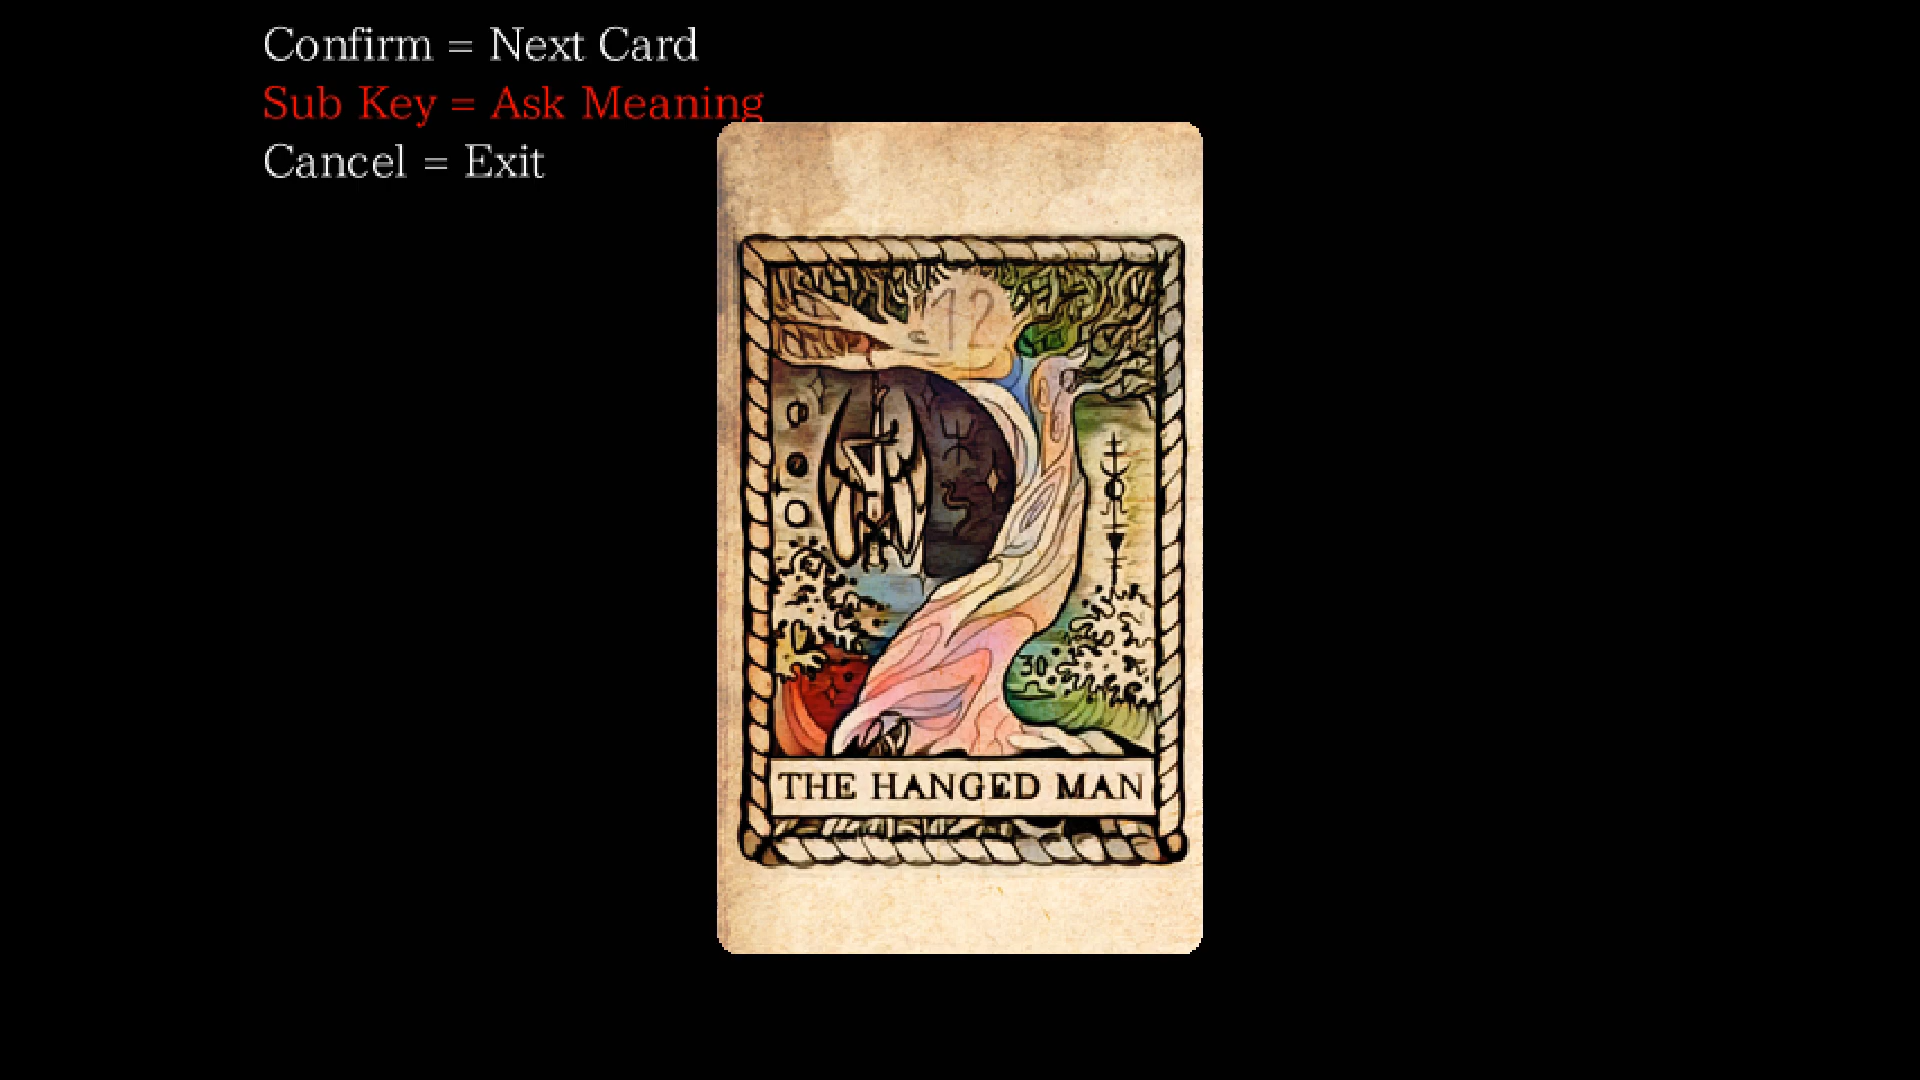 Confirm = Next Card
Sub Key = Ask Meaning
Cancel = Exit
12
30
THE HANGED MAN